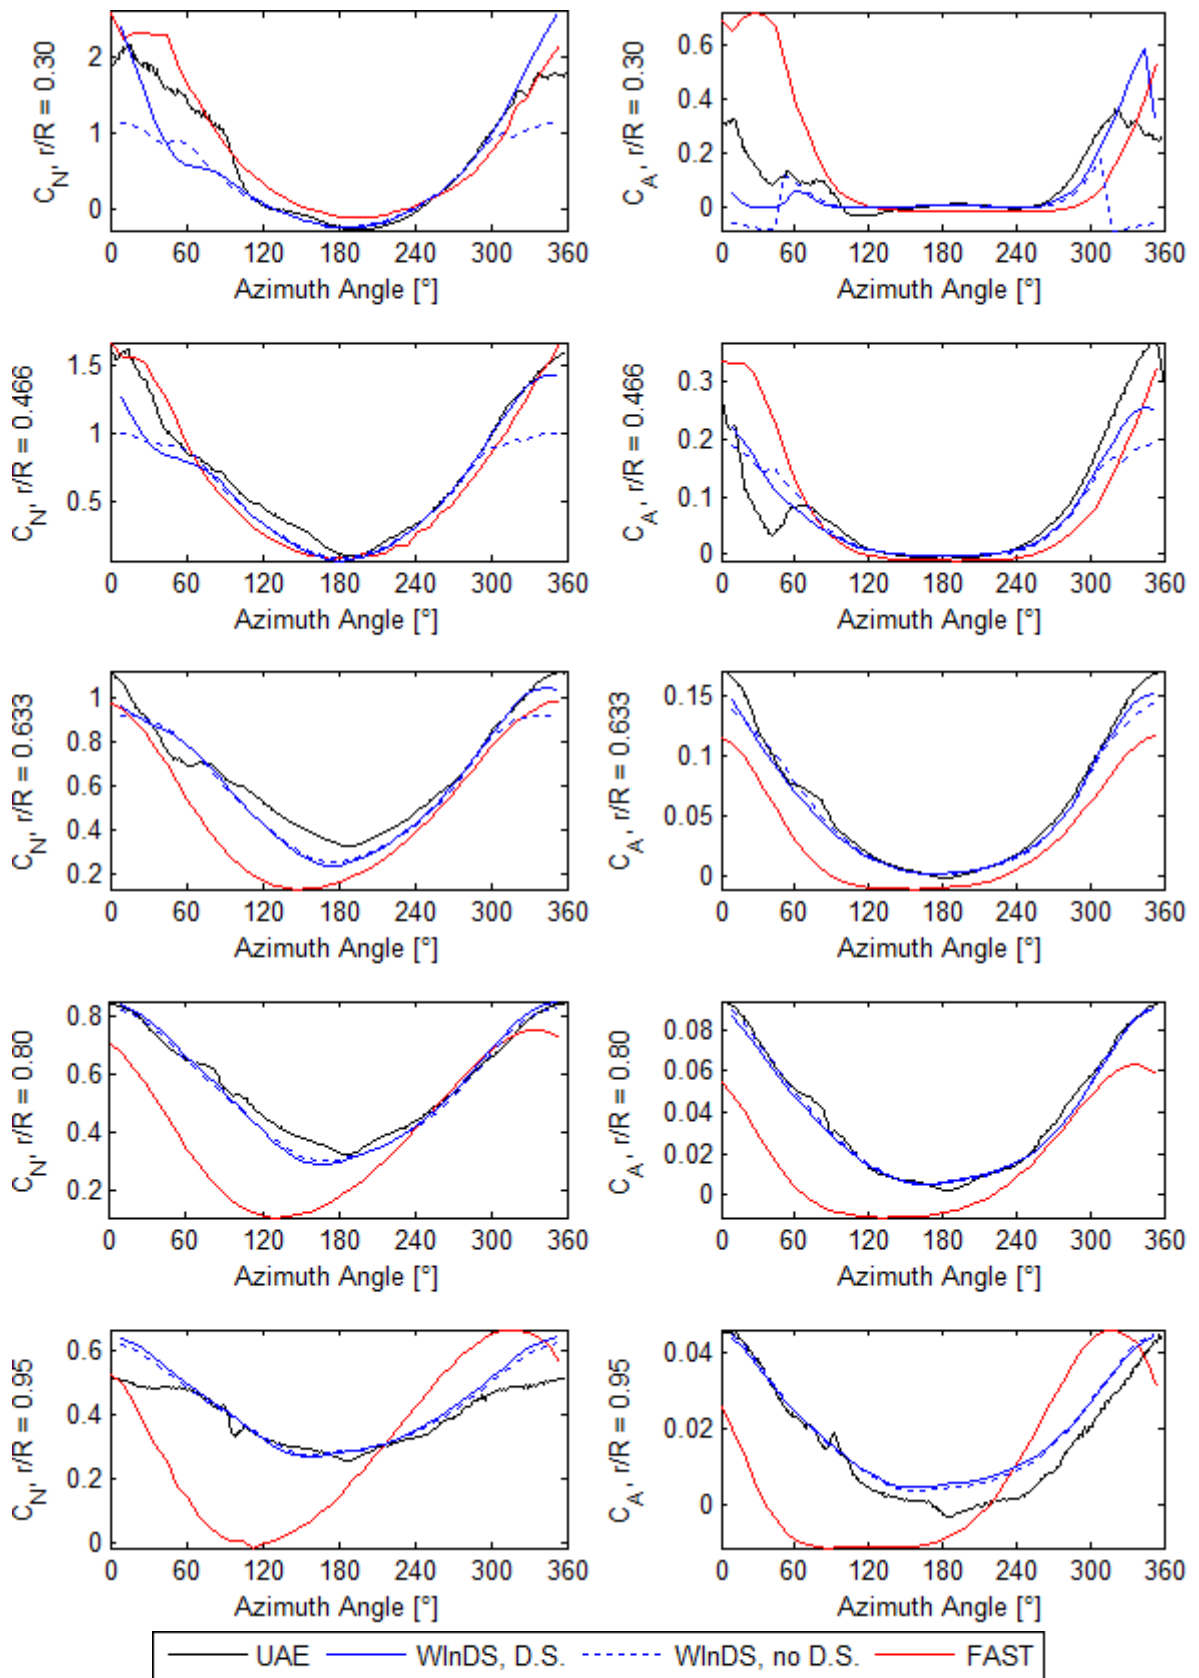 C_N, r/R = 0.30
2
1
0
0 60 120 180 240 300 360
Azimuth Angle [°]
C_A, r/R = 0.30
0.6
0.4
0.2
0
0 60 120 180 240 300 360
Azimuth Angle [°]
C_N, r/R = 0.466
1.5
1
0.5
0 60 120 180 240 300 360
Azimuth Angle [°]
C_A, r/R = 0.466
0.3
0.2
0.1
0
0 60 120 180 240 300 360
Azimuth Angle [°]
C_N, r/R = 0.633
1
0.8
0.6
0.4
0.2
0 60 120 180 240 300 360
Azimuth Angle [°]
C_A, r/R = 0.633
0.15
0.1
0.05
0
0 60 120 180 240 300 360
Azimuth Angle [°]
C_N, r/R = 0.80
0.8
0.6
0.4
0.2
0 60 120 180 240 300 360
Azimuth Angle [°]
C_A, r/R = 0.80
0.08
0.06
0.04
0.02
0
0 60 120 180 240 300 360
Azimuth Angle [°]
C_N, r/R = 0.95
0.6
0.4
0.2
0
0 60 120 180 240 300 360
Azimuth Angle [°]
C_A, r/R = 0.95
0.04
0.02
0
0 60 120 180 240 300 360
Azimuth Angle [°]
UAE WInDS, D.S. WInDS, no D.S. FAST